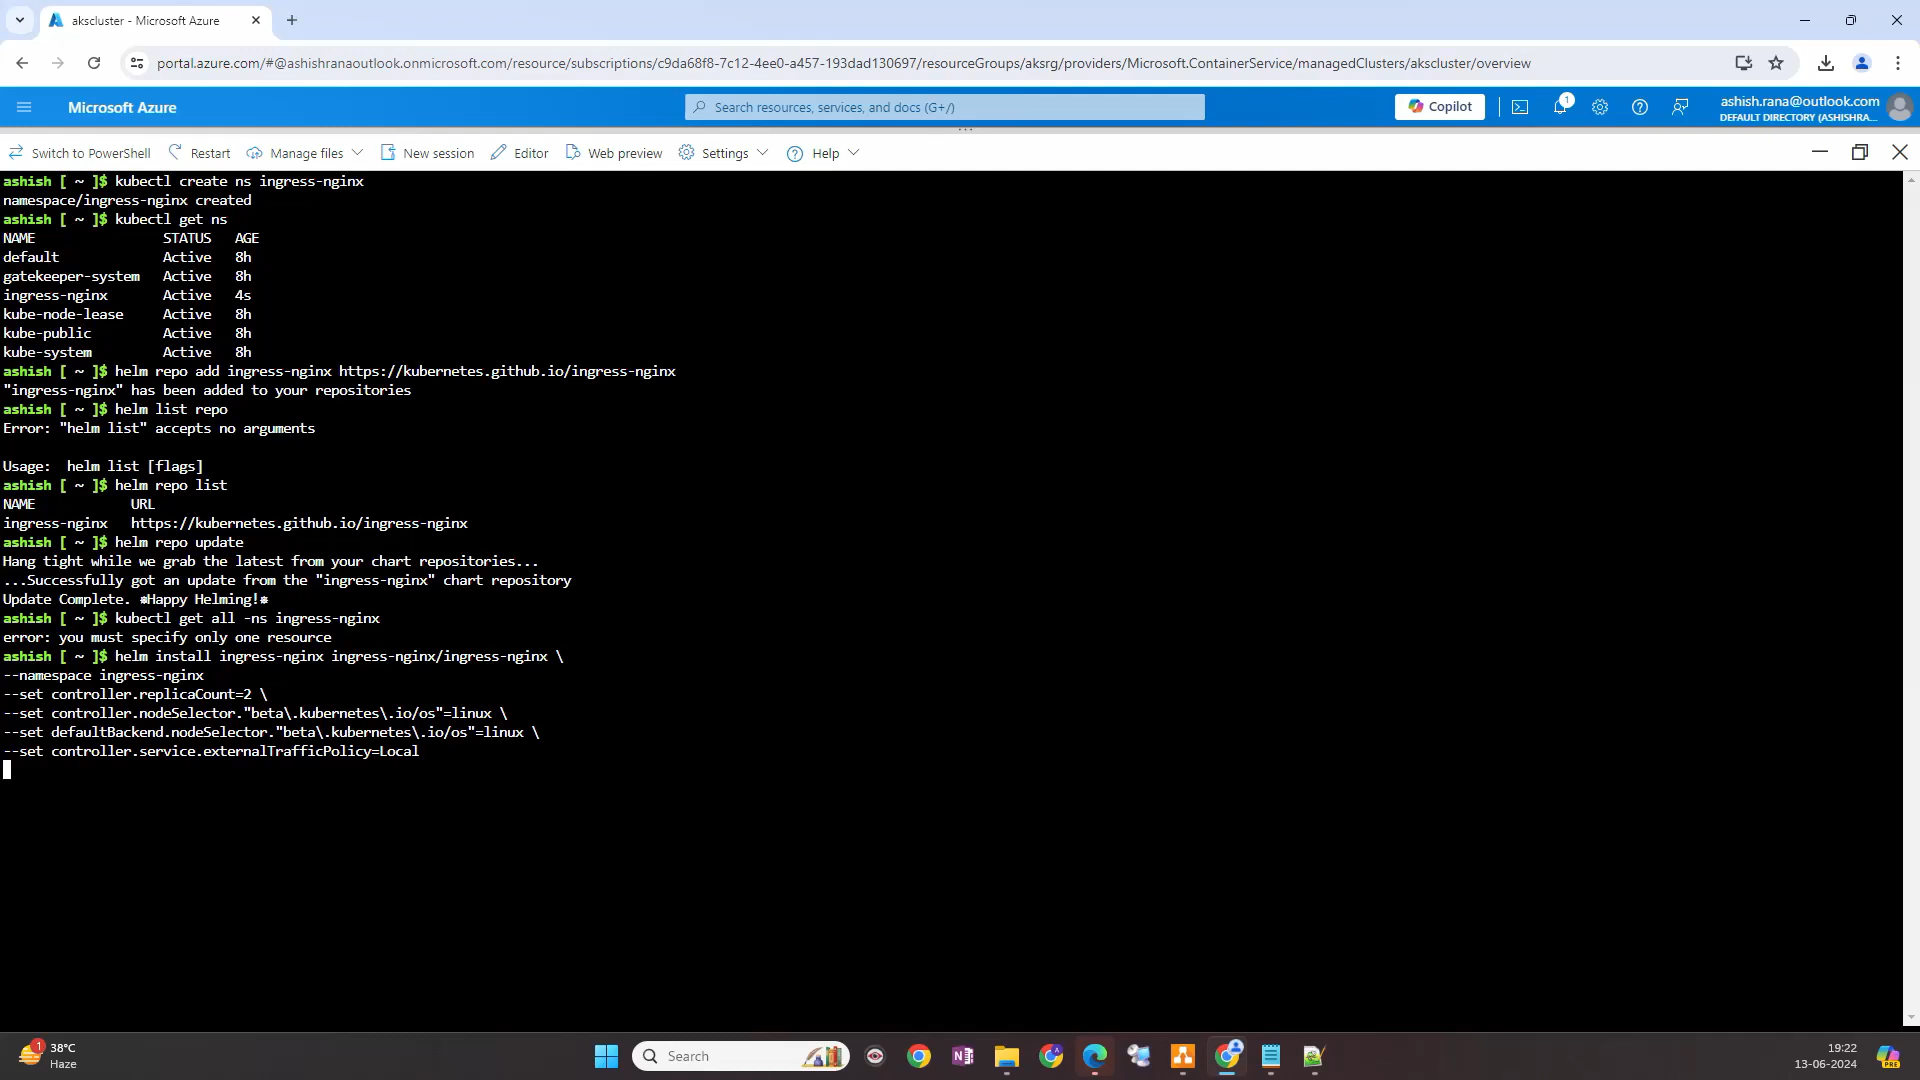 akscluster - Microsoft Azure
portal.azure.com/#@ashishranaoutlook.onmicrosoft.com/resource/subscriptions/c9da68f8-7c12-4ee0-a457-193dad130697/resourceGroups/aksrg/providers/Microsoft.ContainerService/managedClusters/akscluster/overview
Microsoft Azure
Search resources, services, and docs (G+/)
Copilot
1
ashish.rana@outlook.com
DEFAULT DIRECTORY (ASHISHRA...
Switch to PowerShell Restart Manage files New session Editor Web preview Settings Help
ashish [ ~ ]$ kubectl create ns ingress-nginx
namespace/ingress-nginx created
ashish [ ~ ]$ kubectl get ns
NAME STATUS AGE
default Active 8h
gatekeeper-system Active 8h
ingress-nginx Active 4s
kube-node-lease Active 8h
kube-public Active 8h
kube-system Active 8h
ashish [ ~ ]$ helm repo add ingress-nginx https://kubernetes.github.io/ingress-nginx
"ingress-nginx" has been added to your repositories
ashish [ ~ ]$ helm list repo
Error: "helm list" accepts no arguments
Usage:  helm list [flags]
ashish [ ~ ]$ helm repo list
NAME URL
ingress-nginx https://kubernetes.github.io/ingress-nginx
ashish [ ~ ]$ helm repo update
Hang tight while we grab the latest from your chart repositories...
...Successfully got an update from the "ingress-nginx" chart repository
Update Complete. ⎈Happy Helming!⎈
ashish [ ~ ]$ kubectl get all -ns ingress-nginx
error: you must specify only one resource
ashish [ ~ ]$ helm install ingress-nginx ingress-nginx/ingress-nginx \
--namespace ingress-nginx
--set controller.replicaCount=2 \
--set controller.nodeSelector."beta\.kubernetes\.io/os"=linux \
--set defaultBackend.nodeSelector."beta\.kubernetes\.io/os"=linux \
--set controller.service.externalTrafficPolicy=Local
1
38°C
Haze
Search
19:22
13-06-2024
PRE